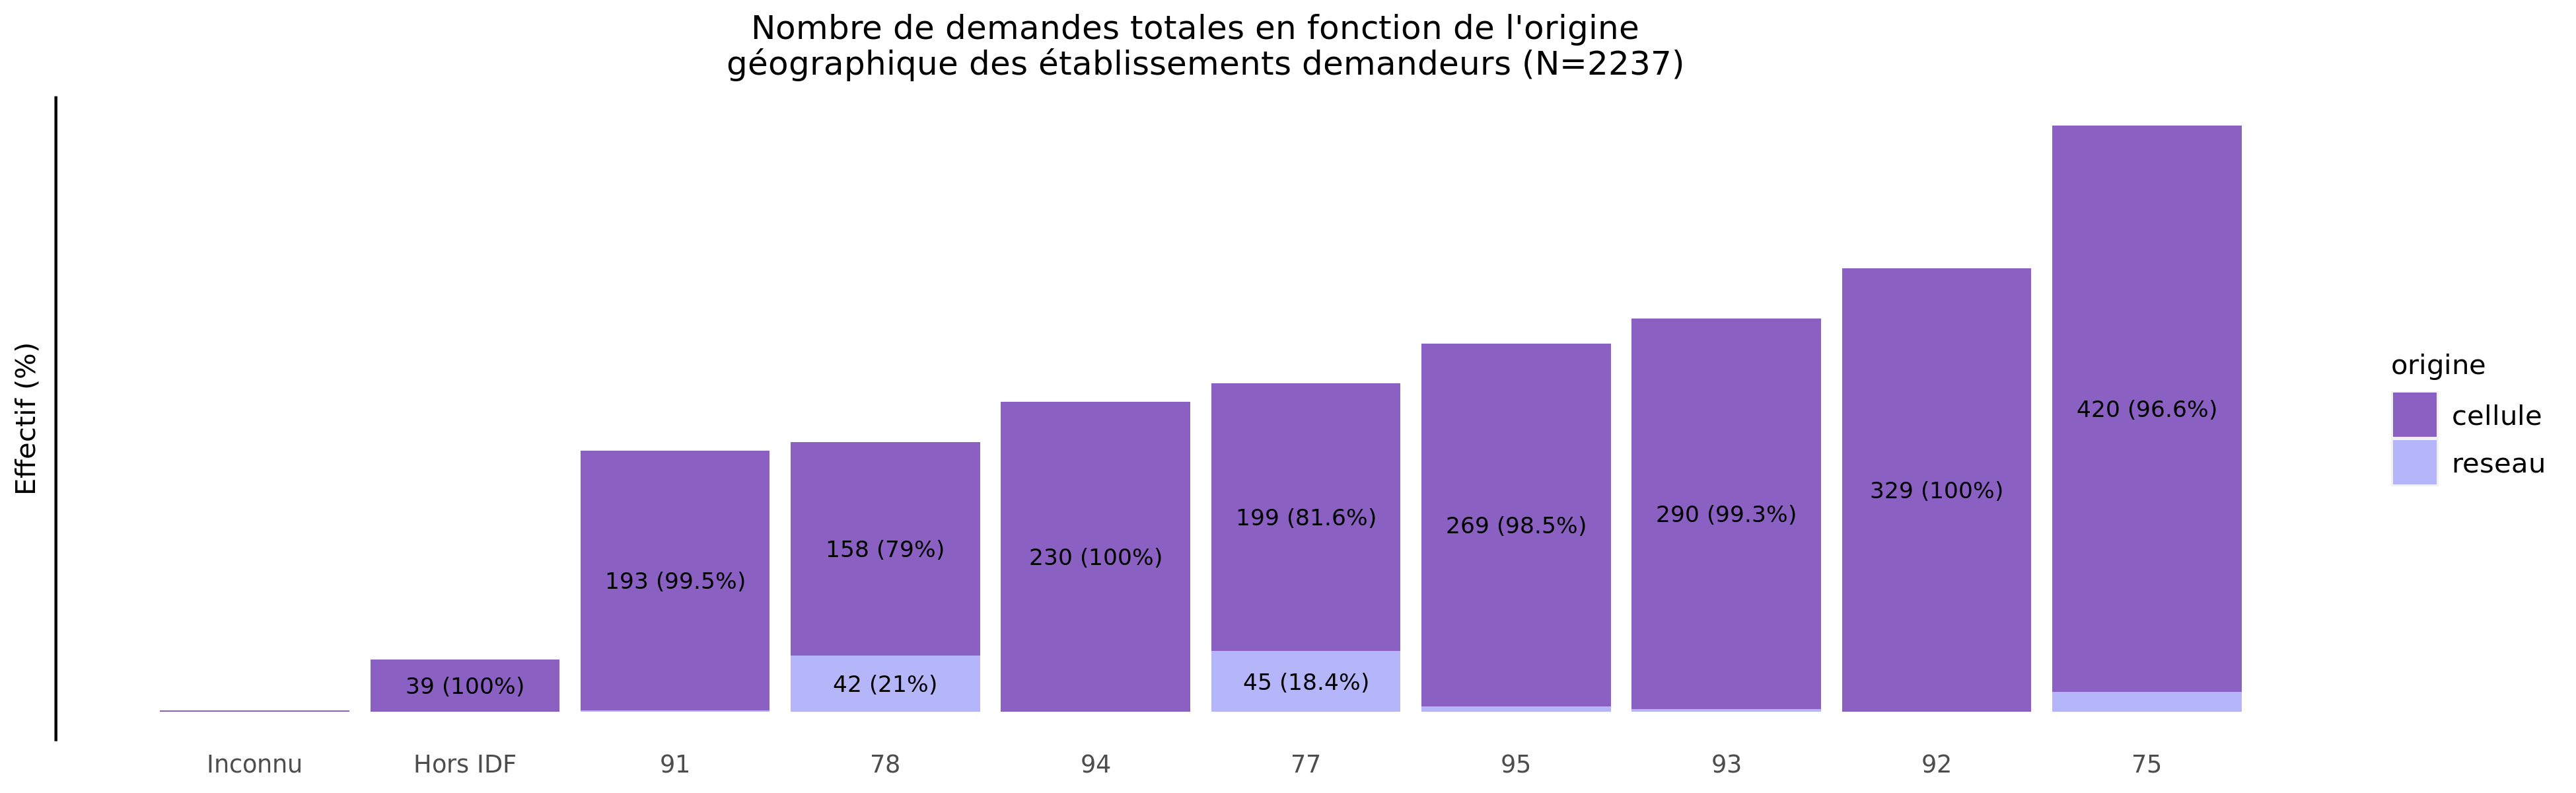 Nombre de demandes totales en fonction de l'origine
géographique des établissements demandeurs (N=2237)
Effectif (%)
420 (96.6%)
329 (100%)
290 (99.3%)
269 (98.5%)
199 (81.6%)
230 (100%)
158 (79%)
193 (99.5%)
39 (100%)
42 (21%)
45 (18.4%)
Inconnu
Hors IDF
91
78
94
77
95
93
92
75
origine
cellule
reseau